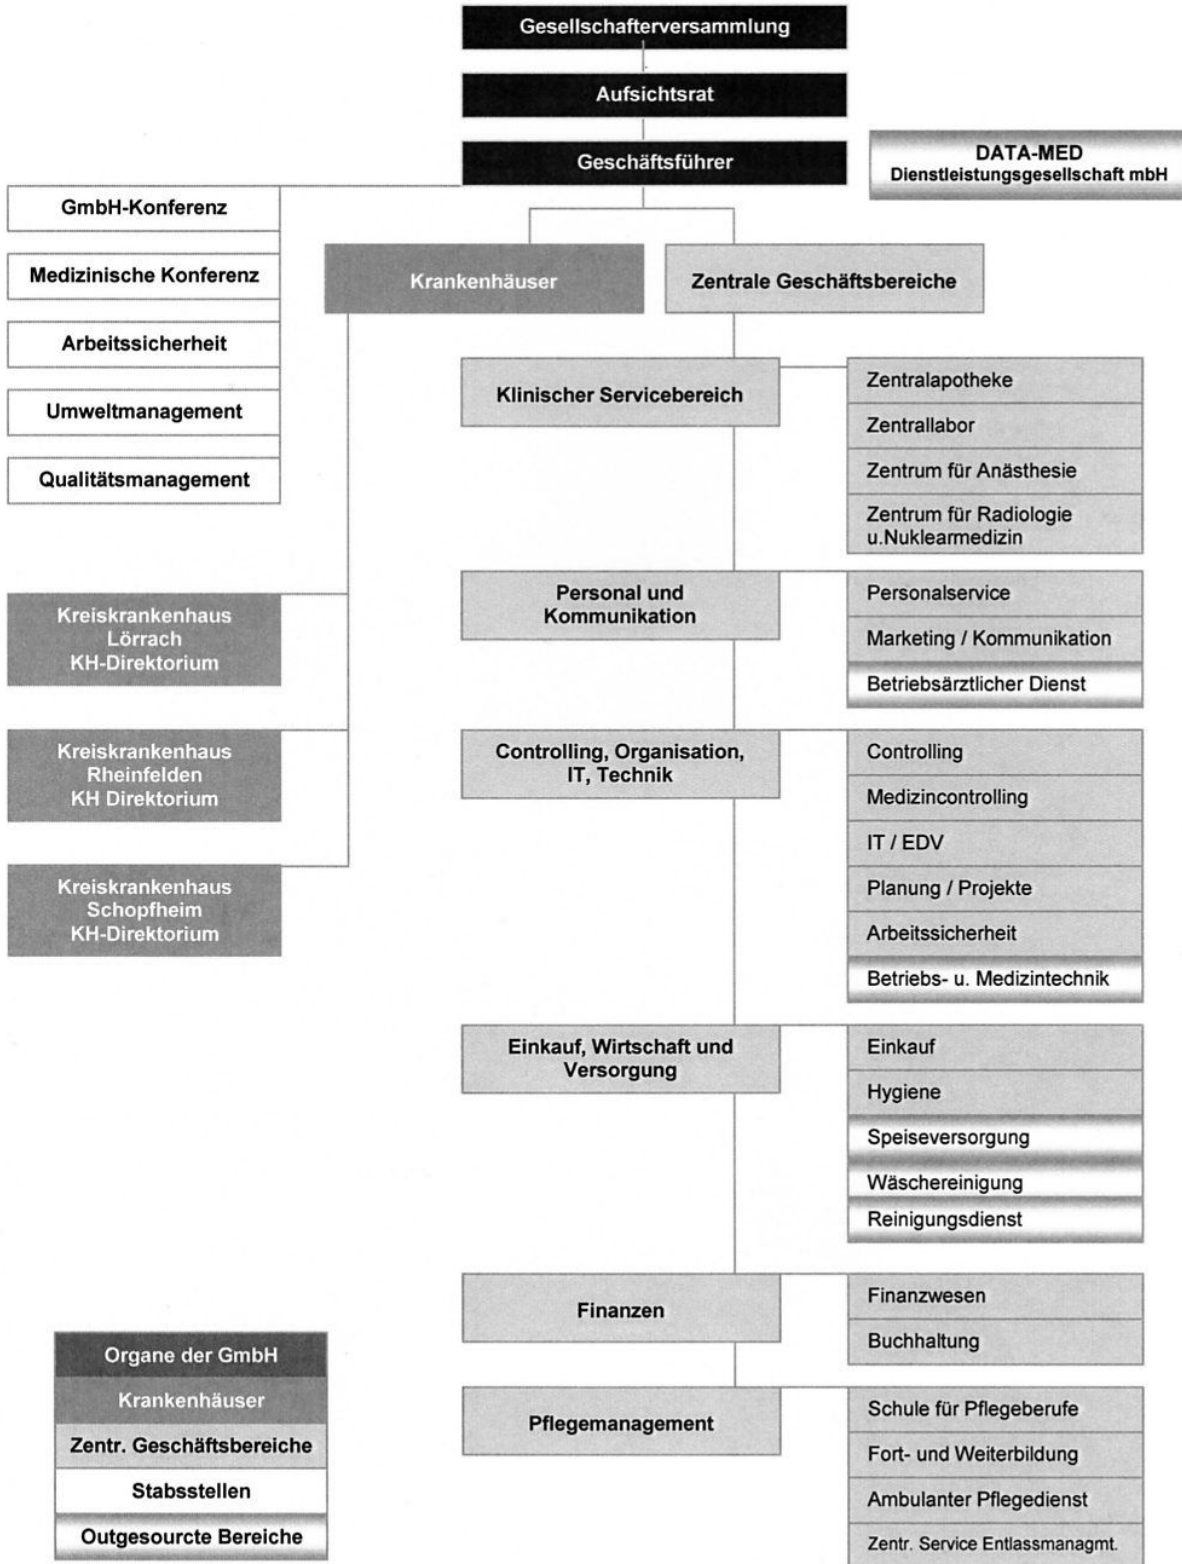 Gesellschafterversammlung
Aufsichtsrat
Geschäftsführer
DATA-MED
Dienstleistungsgesellschaft mbH
GmbH-Konferenz
Medizinische Konferenz
Arbeitssicherheit
Umweltmanagement
Qualitätsmanagement
Krankenhäuser
Zentrale Geschäftsbereiche
Kreiskrankenhaus
Lörrach
KH-Direktorium
Kreiskrankenhaus
Rheinfelden
KH Direktorium
Kreiskrankenhaus
Schopfheim
KH-Direktorium
Klinischer Servicebereich
Zentralapotheke
Zentrallabor
Zentrum für Anästhesie
Zentrum für Radiologie
u.Nuklearmedizin
Personal und
Kommunikation
Personalservice
Marketing / Kommunikation
Betriebsärztlicher Dienst
Controlling, Organisation,
IT, Technik
Controlling
Medizincontrolling
IT / EDV
Planung / Projekte
Arbeitssicherheit
Betriebs- u. Medizintechnik
Einkauf, Wirtschaft und
Versorgung
Einkauf
Hygiene
Speiseversorgung
Wäschereinigung
Reinigungsdienst
Finanzen
Finanzwesen
Buchhaltung
Pflegemanagement
Schule für Pflegeberufe
Fort- und Weiterbildung
Ambulanter Pflegedienst
Zentr. Service Entlassmanagmt.
Organe der GmbH
Krankenhäuser
Zentr. Geschäftsbereiche
Stabsstellen
Outgesourcte Bereiche